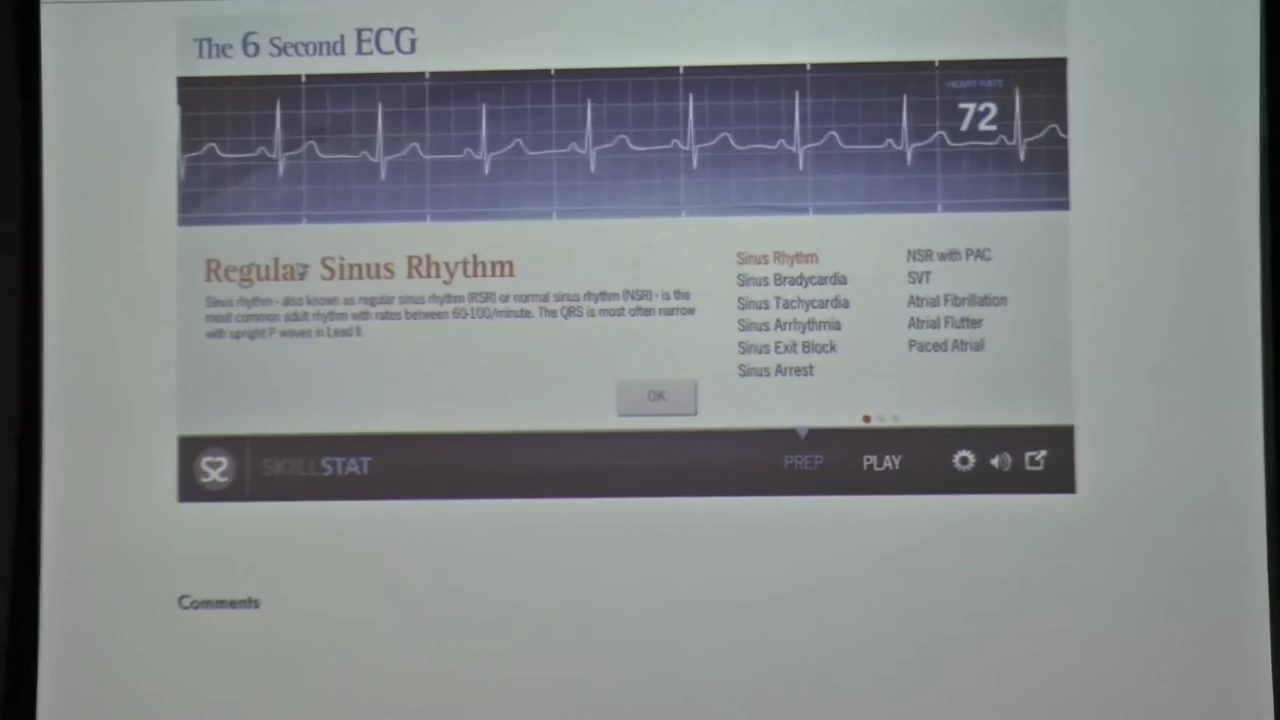 The 6 Second ECG
HEART RATE
72
Regular Sinus Rhythm
Sinus rhythm - also known as regular sinus rhythm (RSR) or normal sinus rhythm (NSR) - is the
most common adult rhythm with rates between 60-100/minute. The QRS is most often narrow
with upright P waves in Lead II.
OK
Sinus Rhythm
Sinus Bradycardia
Sinus Tachycardia
Sinus Arrhythmia
Sinus Exit Block
Sinus Arrest
NSR with PAC
SVT
Atrial Fibrillation
Atrial Flutter
Paced Atrial
SKILLSTAT
PREP
PLAY
Comments